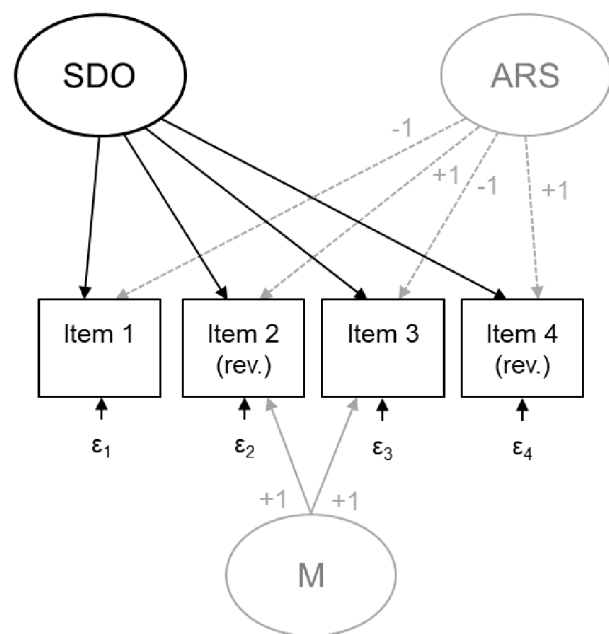 SDO
ARS
-1
+1
-1
+1
Item 1
Item 2
(rev.)
Item 3
Item 4
(rev.)
ε1
ε2
ε3
ε4
+1
+1
M